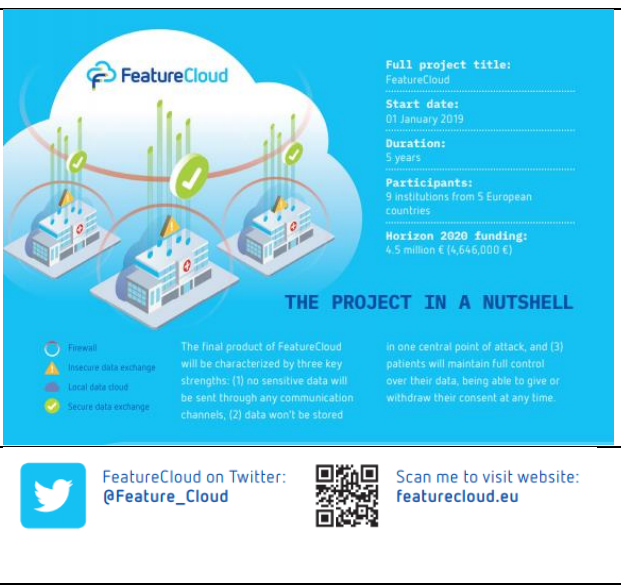 FeatureCloud
Full project title:
FeatureCloud
Start date:
01 January 2019
Duration:
5 years
Participants:
9 institutions from 5 European
countries
Horizon 2020 funding:
4.5 million € (4,646,000 €)
THE PROJECT IN A NUTSHELL
Firewall
Insecure data exchange
Local data cloud
Secure data exchange
The final product of FeatureCloud
will be characterized by three key
strengths: (1) no sensitive data will
be sent through any communication
channels, (2) data won't be stored
in one central point of attack, and (3)
patients will maintain full control
over their data, being able to give or
withdraw their consent at any time.
FeatureCloud on Twitter:
@Feature_Cloud
Scan me to visit website:
featurecloud.eu